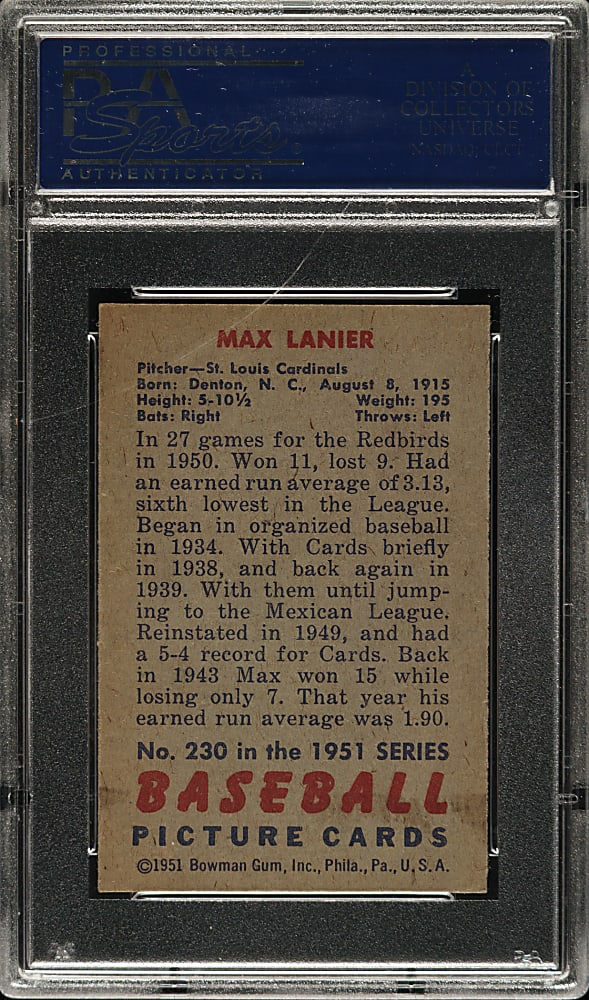 PROFESSIONAL
PSA
Sports
AUTHENTICATOR
A
DIVISION OF
COLLECTORS
UNIVERSE
NASDAQ: CLCT
MAX LANIER
Pitcher—St. Louis Cardinals
Born: Denton, N. C., August 8, 1915
Height: 5-10½ Weight: 195
Bats: Right Throws: Left
In 27 games for the Redbirds
in 1950. Won 11, lost 9. Had
an earned run average of 3.13,
sixth lowest in the League.
Began in organized baseball
in 1934. With Cards briefly
in 1938, and back again in
1939. With them until jump-
ing to the Mexican League.
Reinstated in 1949, and had
a 5-4 record for Cards. Back
in 1943 Max won 15 while
losing only 7. That year his
earned run average was 1.90.
No. 230 in the 1951 SERIES
BASEBALL
PICTURE CARDS
©1951 Bowman Gum, Inc., Phila., Pa., U.S.A.
PSA